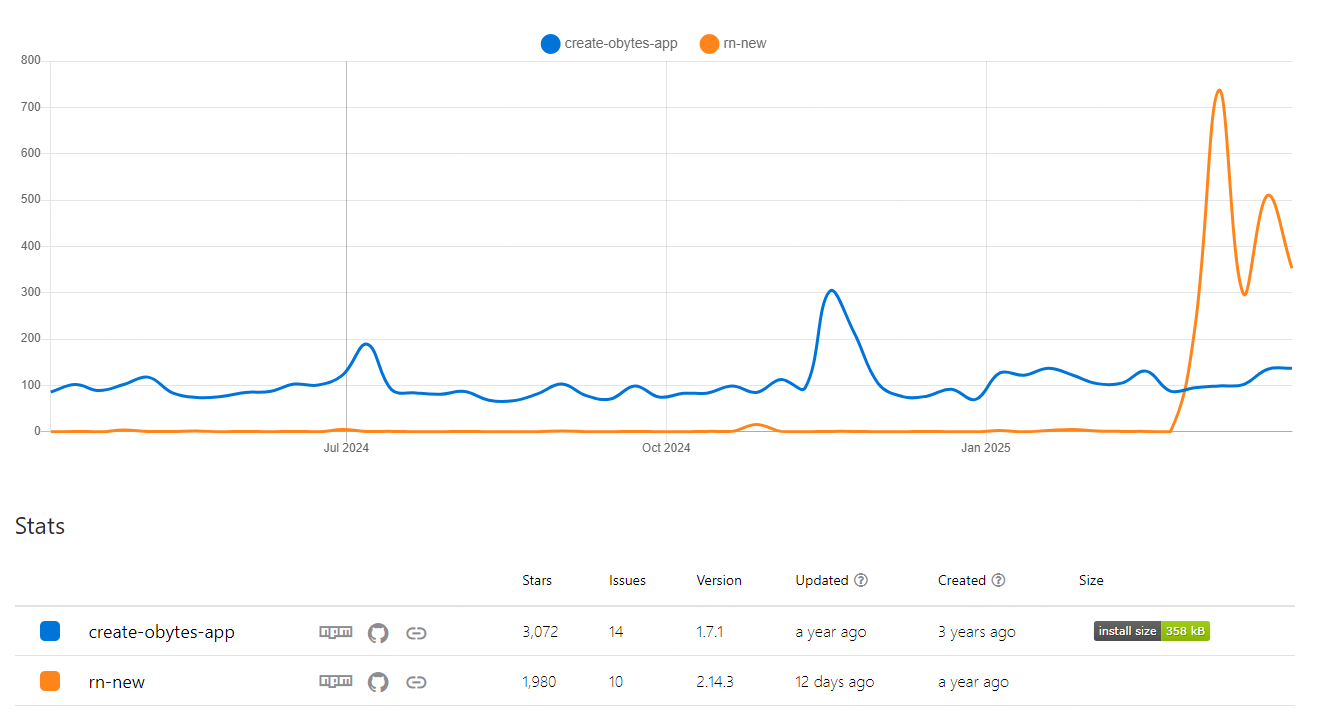 create-obytes-app rn-new
800
700
600
500
400
300
200
100
0
Jul 2024 Oct 2024 Jan 2025
Stats
Stars Issues Version Updated ? Created ? Size
create-obytes-app npm 3,072 14 1.7.1 a year ago 3 years ago install size 358 kB
rn-new npm 1,980 10 2.14.3 12 days ago a year ago